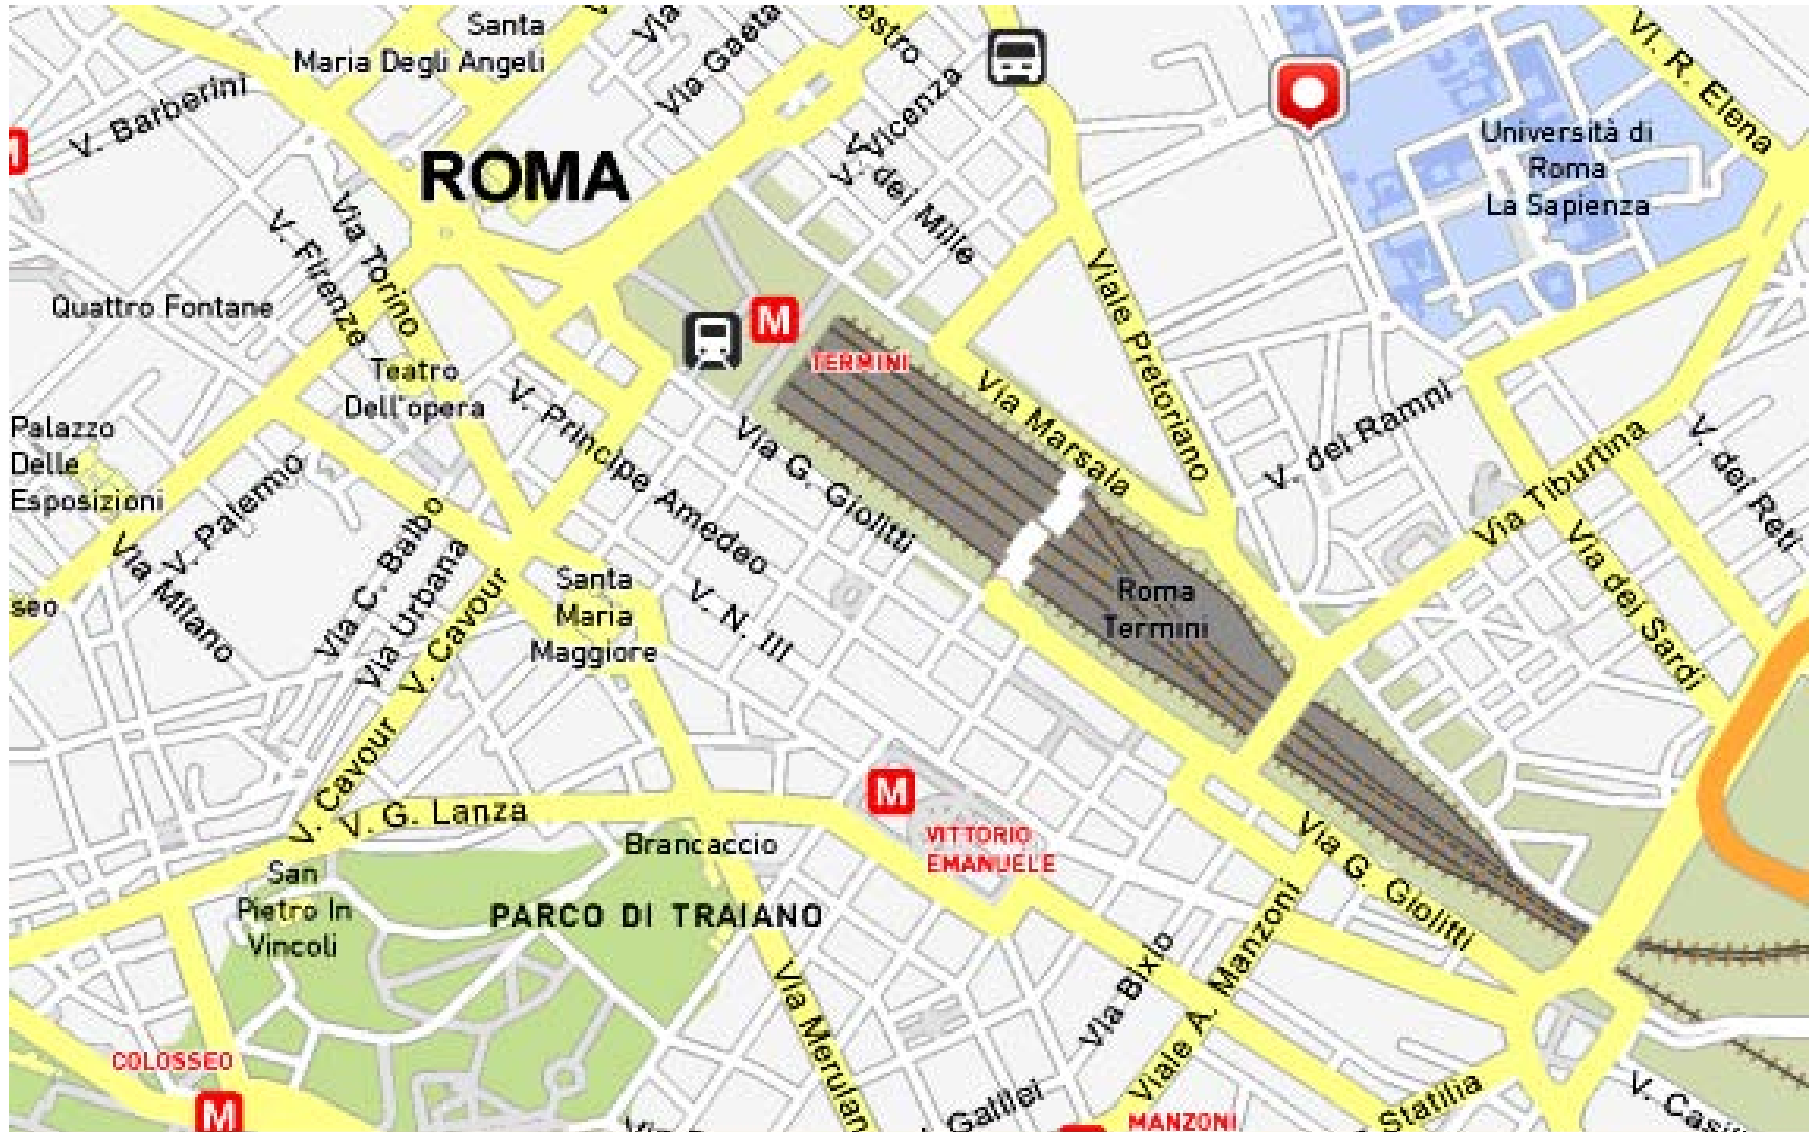 Santa
Maria Degli Angeli
Via
Via Gaeta
V. Vicenza
V. R. Elena
V. Barberini
Università di
Roma
La Sapienza
ROMA
V. dei Mille
Via Torino
V. Firenze
Quattro Fontane
M
TERMINI
Viale Pretoriano
Teatro
Dell'opera
V. Principe Amedeo
Via Marsala
V. dei Ramni
Palazzo
Delle
Esposizioni
Via G. Giolitti
Via Tiburtina
V. dei Reti
V. Palermo
Via Milano
Via C. Balbo
Via Urbana
V. Cavour
Santa
Maria
Maggiore
V. N. III
Roma
Termini
Via dei Sardi
seo
V. Cavour
V. G. Lanza
M
VITTORIO
EMANUELE
Brancaccio
Via G. Giolitti
San
Pietro In
Vincoli
PARCO DI TRAIANO
Via Merulan
Via Bixio
Viale A. Manzoni
COLOSSEO
M
Galilei
MANZONI
Statilia
V. Casil